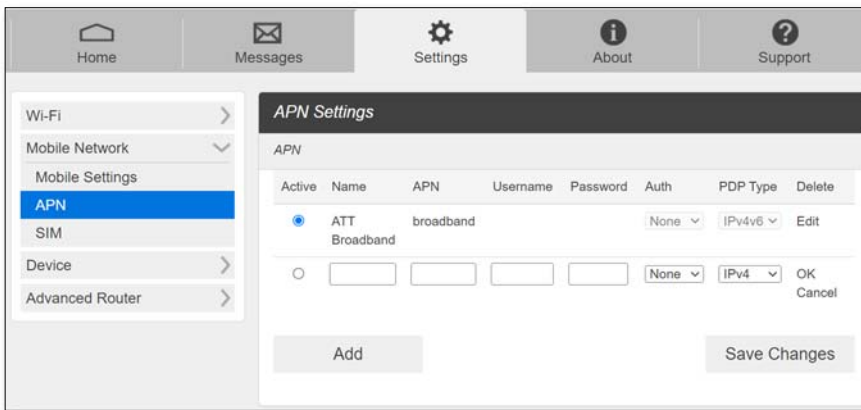 Home Messages Settings About Support
Wi-Fi
Mobile Network
Mobile Settings
APN
SIM
Device
Advanced Router
APN Settings
APN
Active Name APN Username Password Auth PDP Type Delete
ATT Broadband broadband None IPv4v6 Edit
None IPv4 OK Cancel
Add Save Changes